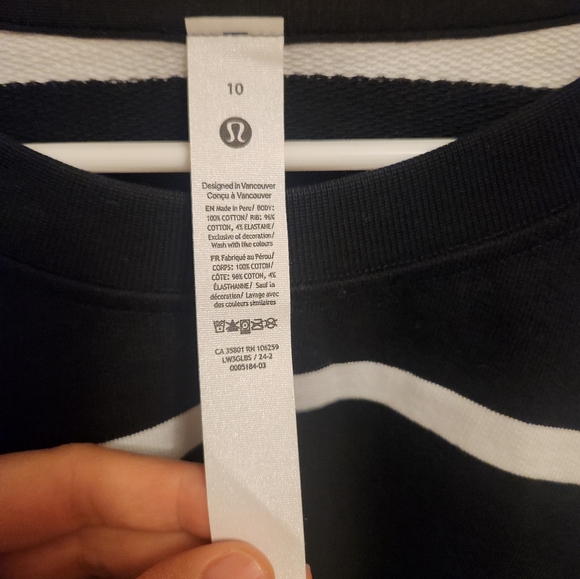 10
Designed in Vancouver
Conçu à Vancouver
EN Made in Peru/ BODY:
100% COTTON/ RIB: 96%
COTTON, 4% ELASTANE/
Exclusive of decoration/
Wash with like colours
FR Fabriqué au Pérou/
CORPS: 100% COTON/
CÔTE: 96% COTON, 4%
ÉLASTHANNE/ Sauf la
décoration/ Lavage avec
des couleurs similaires
CA 35801 RN 106259
LW3GLBS / 24-2
0005184-03